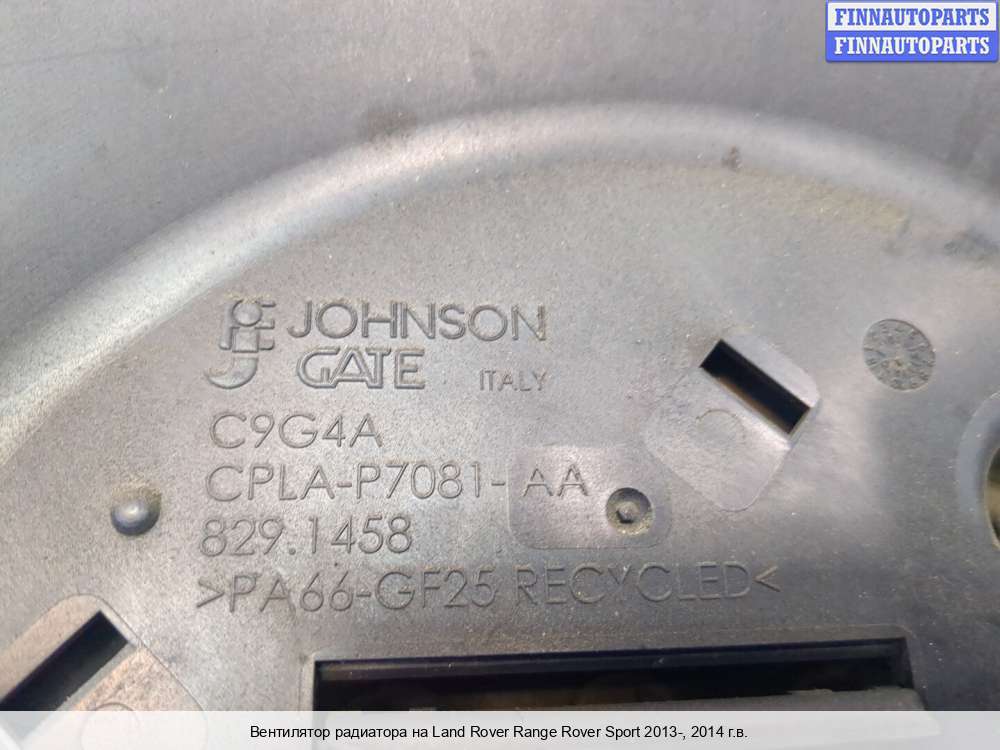 FINNAUTOPARTS
FINNAUTOPARTS
JOHNSON
GATE ITALY
C9G4A
CPLA-P7081- AA
829.1458
>PA66-GF25 RECYCLED<
Вентилятор радиатора на Land Rover Range Rover Sport 2013-, 2014 г.в.